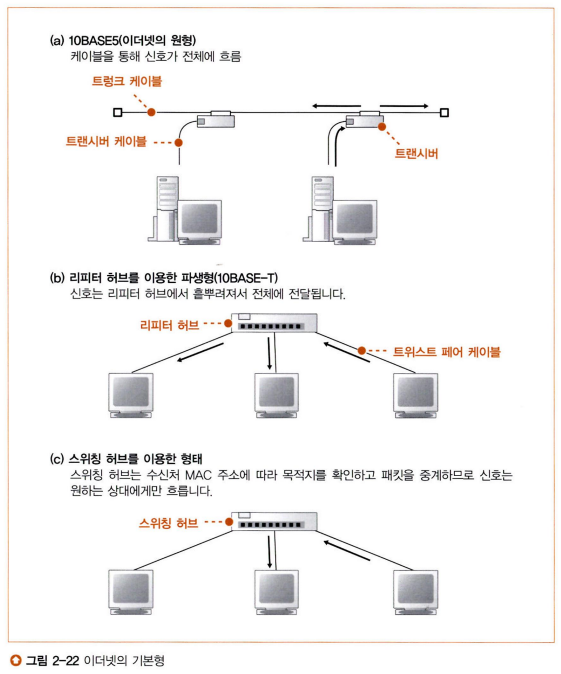 (a) 10BASE5(이더넷의 원형)
케이블을 통해 신호가 전체에 흐름
트렁크 케이블
트랜시버 케이블
트랜시버
(b) 리피터 허브를 이용한 파생형(10BASE-T)
신호는 리피터 허브에서 흩뿌려져서 전체에 전달됩니다.
리피터 허브
트위스트 페어 케이블
(c) 스위칭 허브를 이용한 형태
스위칭 허브는 수신처 MAC 주소에 따라 목적지를 확인하고 패킷을 중계하므로 신호는
원하는 상대에게만 흐릅니다.
스위칭 허브
그림 2-22 이더넷의 기본형